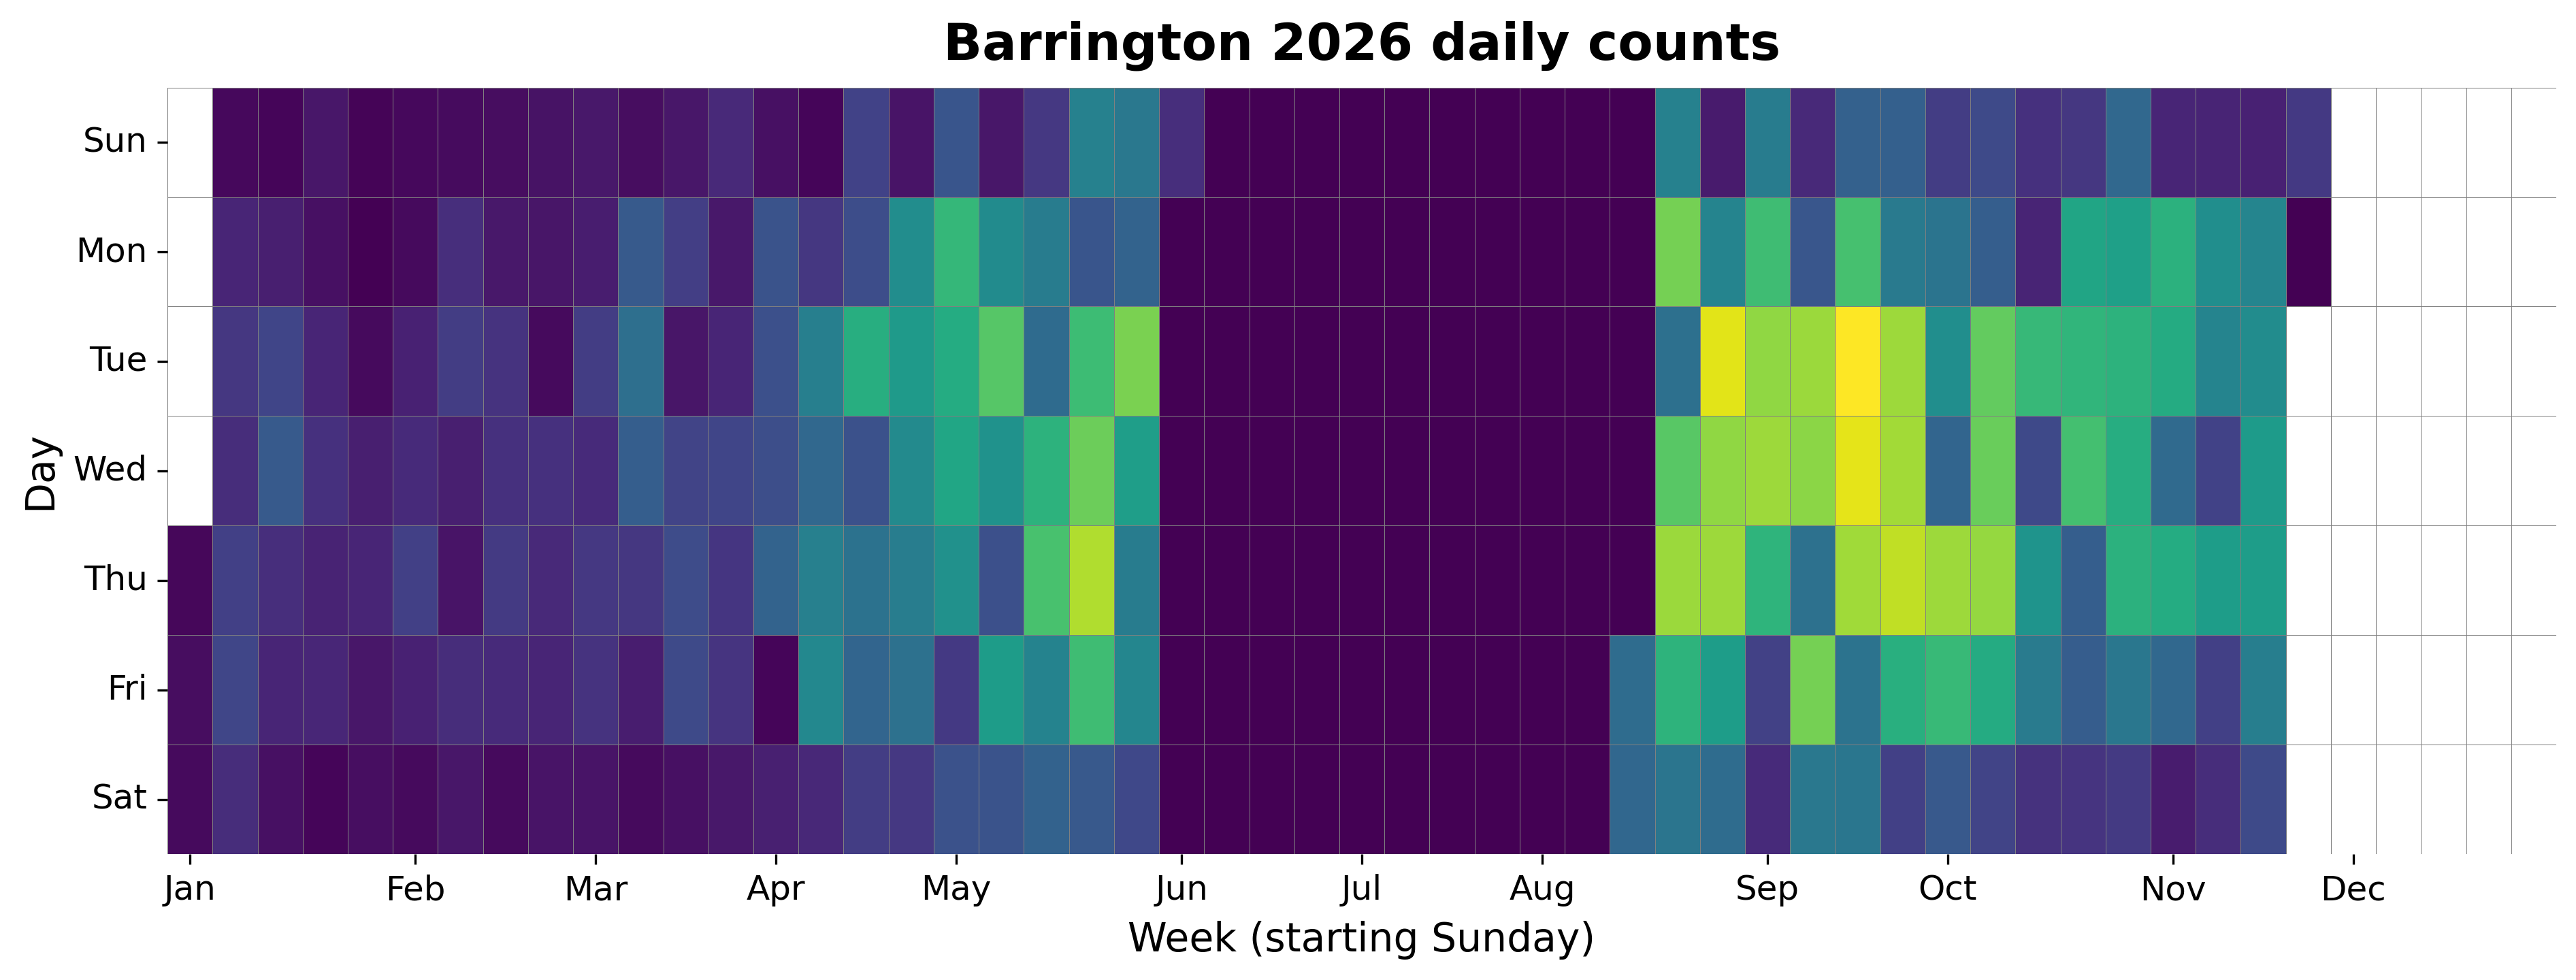 Barrington 2026 daily counts
Day
Sun
Mon
Tue
Wed
Thu
Fri
Sat
Jan Feb Mar Apr May Jun Jul Aug Sep Oct Nov Dec
Week (starting Sunday)